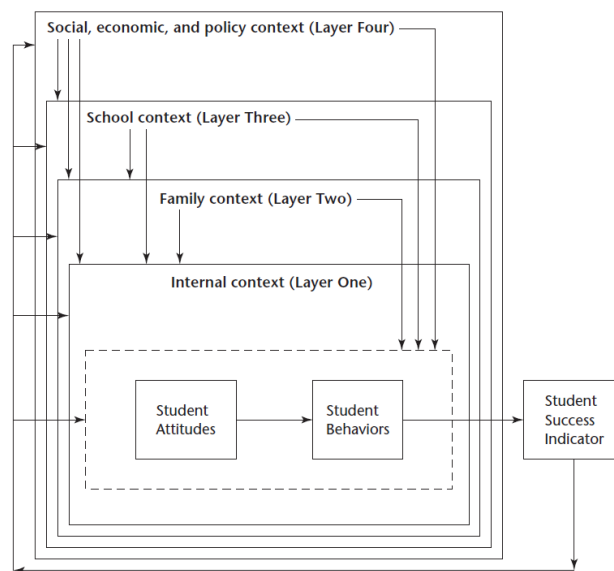 Social, economic, and policy context (Layer Four)
School context (Layer Three)
Family context (Layer Two)
Internal context (Layer One)
Student
Attitudes
Student
Behaviors
Student
Success
Indicator